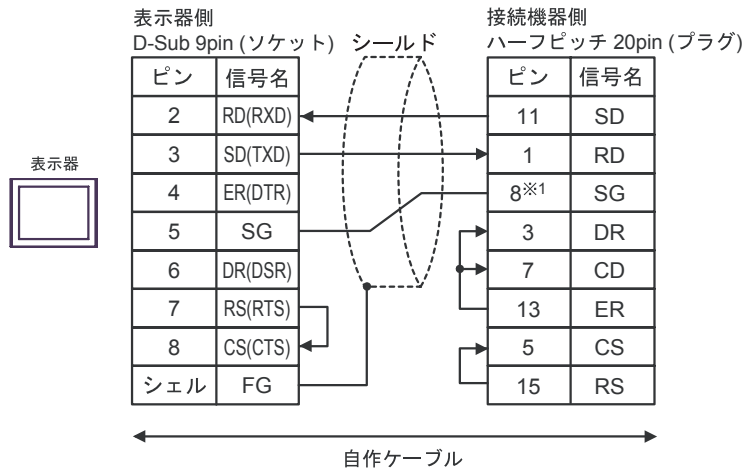 表示器側
D-Sub 9pin (ソケット)
シールド
接続機器側
ハーフピッチ 20pin (プラグ)
表示器
ピン 信号名
2 RD(RXD)
3 SD(TXD)
4 ER(DTR)
5 SG
6 DR(DSR)
7 RS(RTS)
8 CS(CTS)
シェル FG
ピン 信号名
11 SD
1 RD
8※1 SG
3 DR
7 CD
13 ER
5 CS
15 RS
自作ケーブル